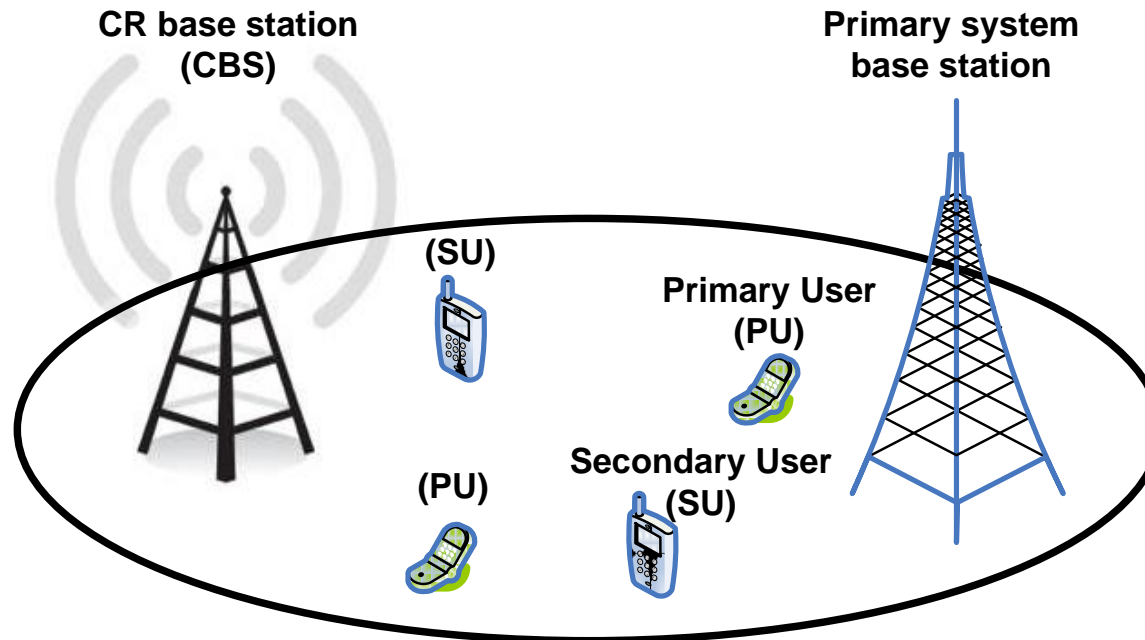 CR base station
(CBS)
Primary system
base station
(SU)
Primary User
(PU)
(PU)
Secondary User
(SU)